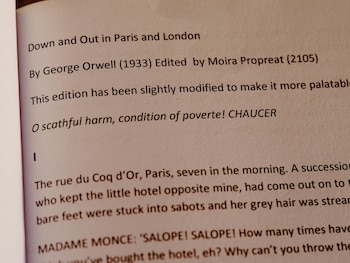 Down and Out in Paris and London
By George Orwell (1933) Edited by Moira Propreat (2105)
This edition has been slightly modified to make it more palatabl
O scathful harm, condition of poverte! CHAUCER
I
The rue du Coq d'Or, Paris, seven in the morning. A successio
who kept the little hotel opposite mine, had come out on to t
bare feet were stuck into sabots and her grey hair was strea
MADAME MONCE: 'SALOPE! SALOPE! How many times have
you've bought the hotel, eh? Why can't you throw the